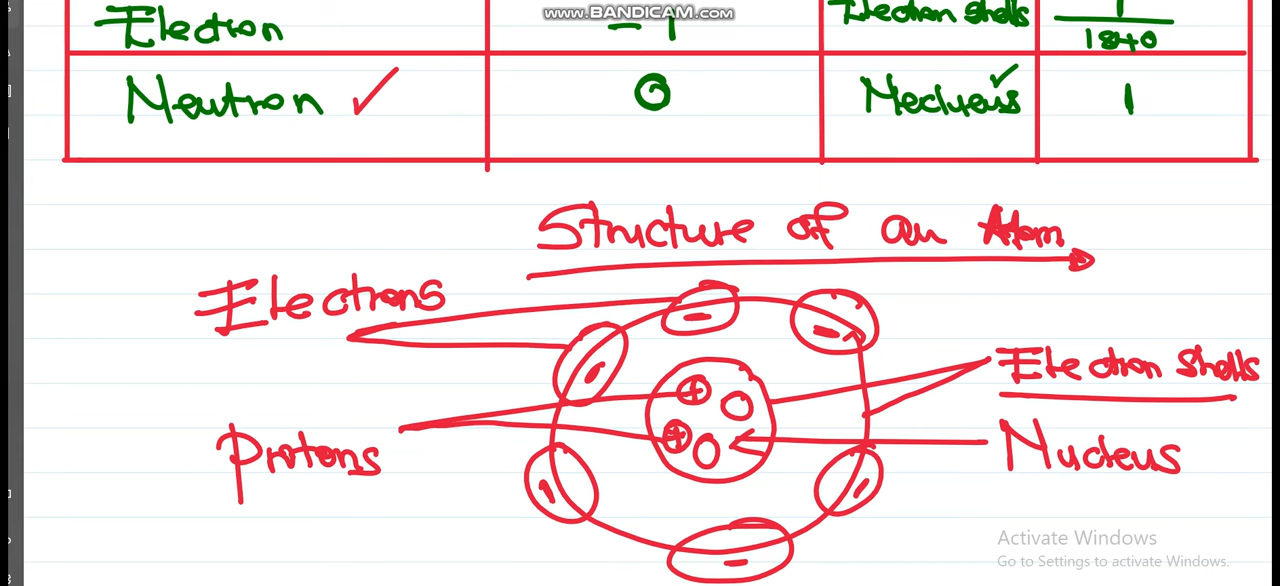 www.BANDICAM.com
Electron -1 Electron shells 1/1840
Neutron ✓ 0 Neclueus ✓ 1
Structure of an Atom
Electrons
Electron shells
Protons
Nucleus
Activate Windows
Go to Settings to activate Windows.